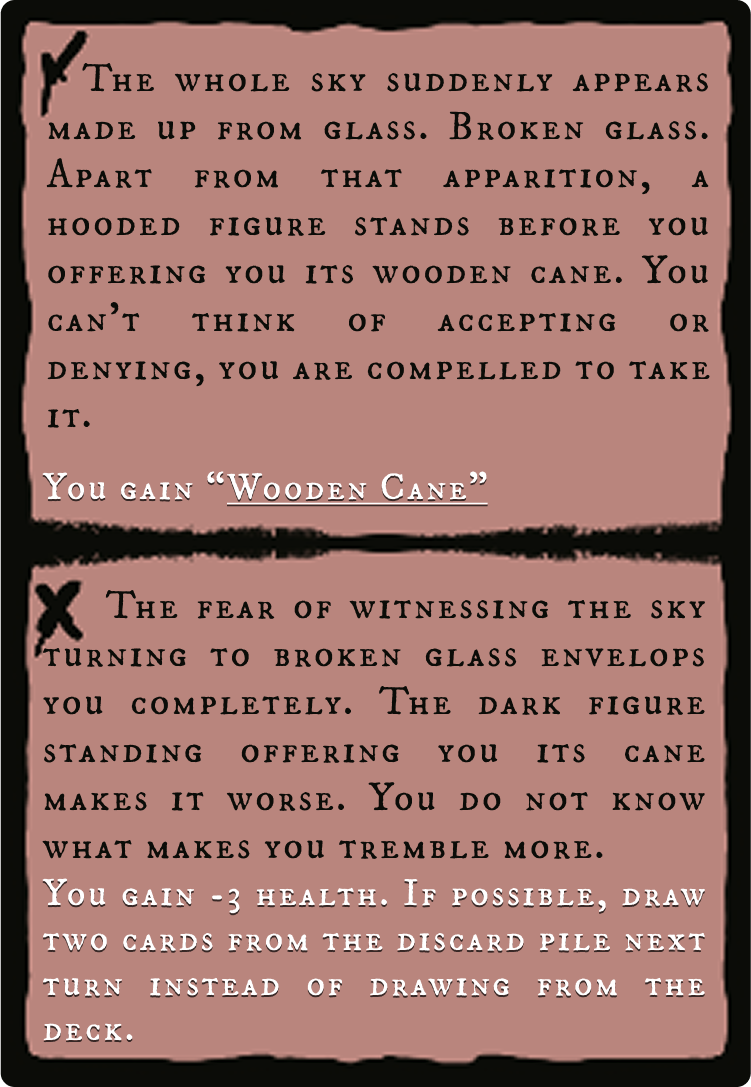 The whole sky suddenly appears
made up from glass. Broken glass.
Apart from that apparition, a
hooded figure stands before you
offering you its wooden cane. You
can't think of accepting or
denying, you are compelled to take
it.
You gain “Wooden Cane”
The fear of witnessing the sky
turning to broken glass envelops
you completely. The dark figure
standing offering you its cane
makes it worse. You do not know
what makes you tremble more.
You gain -3 health. If possible, draw
two cards from the discard pile next
turn instead of drawing from the
deck.